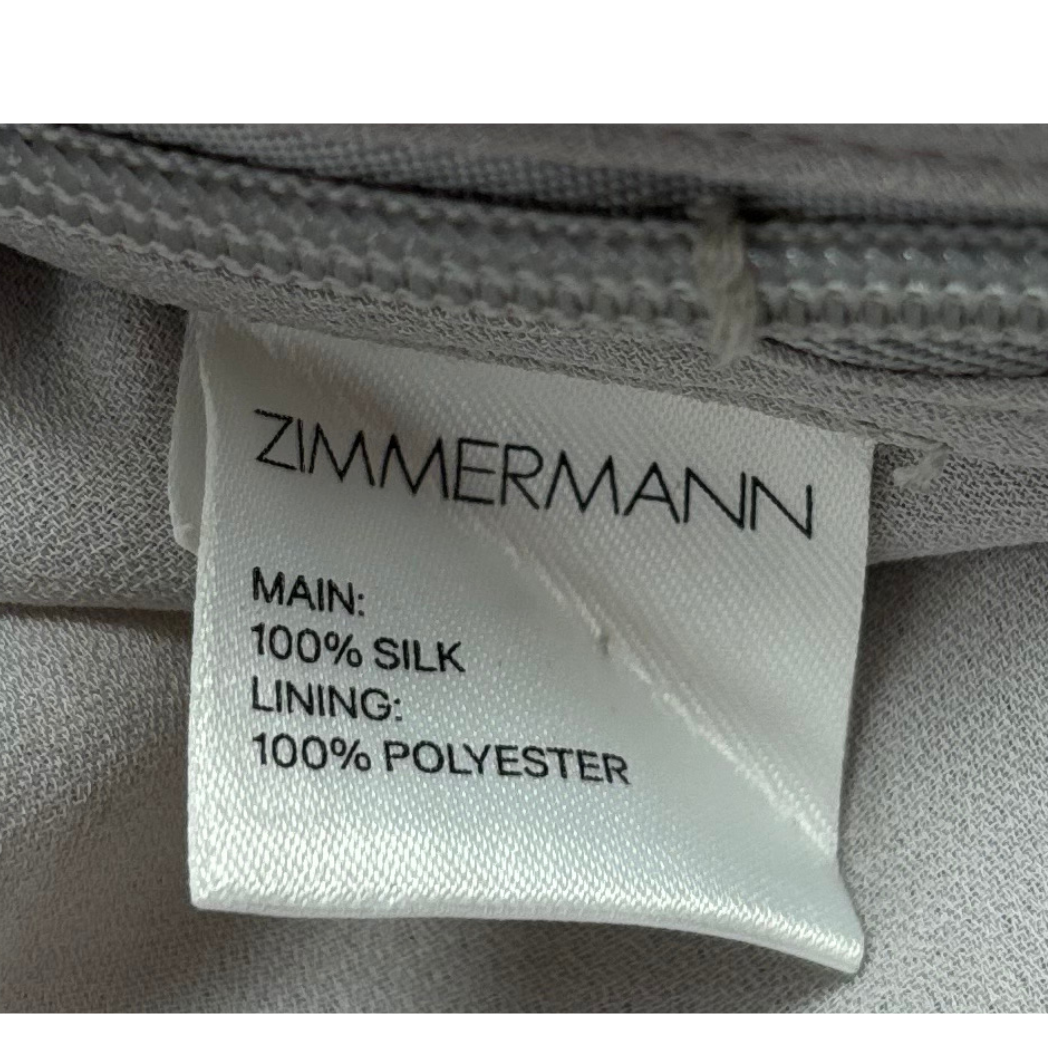 ZIMMERMANN
MAIN:
100% SILK
LINING:
100% POLYESTER